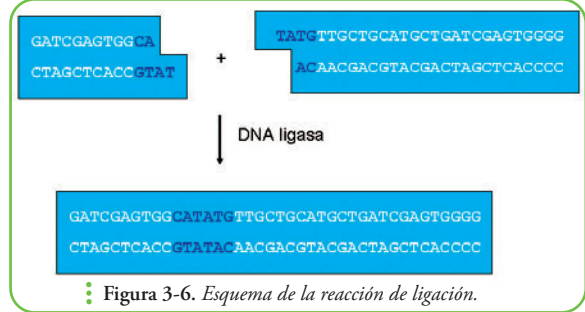 GATCGAGTGGCA
CTAGCTCACCGTAT
+
TATGTTGCTGCATGCTGATCGAGTGGGG
ACAACGACGTACGACTAGCTCACCCC
DNA ligasa
GATCGAGTGGCATATGTTGCTGCATGCTGATCGAGTGGGG
CTAGCTCACCGTATACAACGACGTACGACTAGCTCACCCC
Figura 3-6. Esquema de la reacción de ligación.